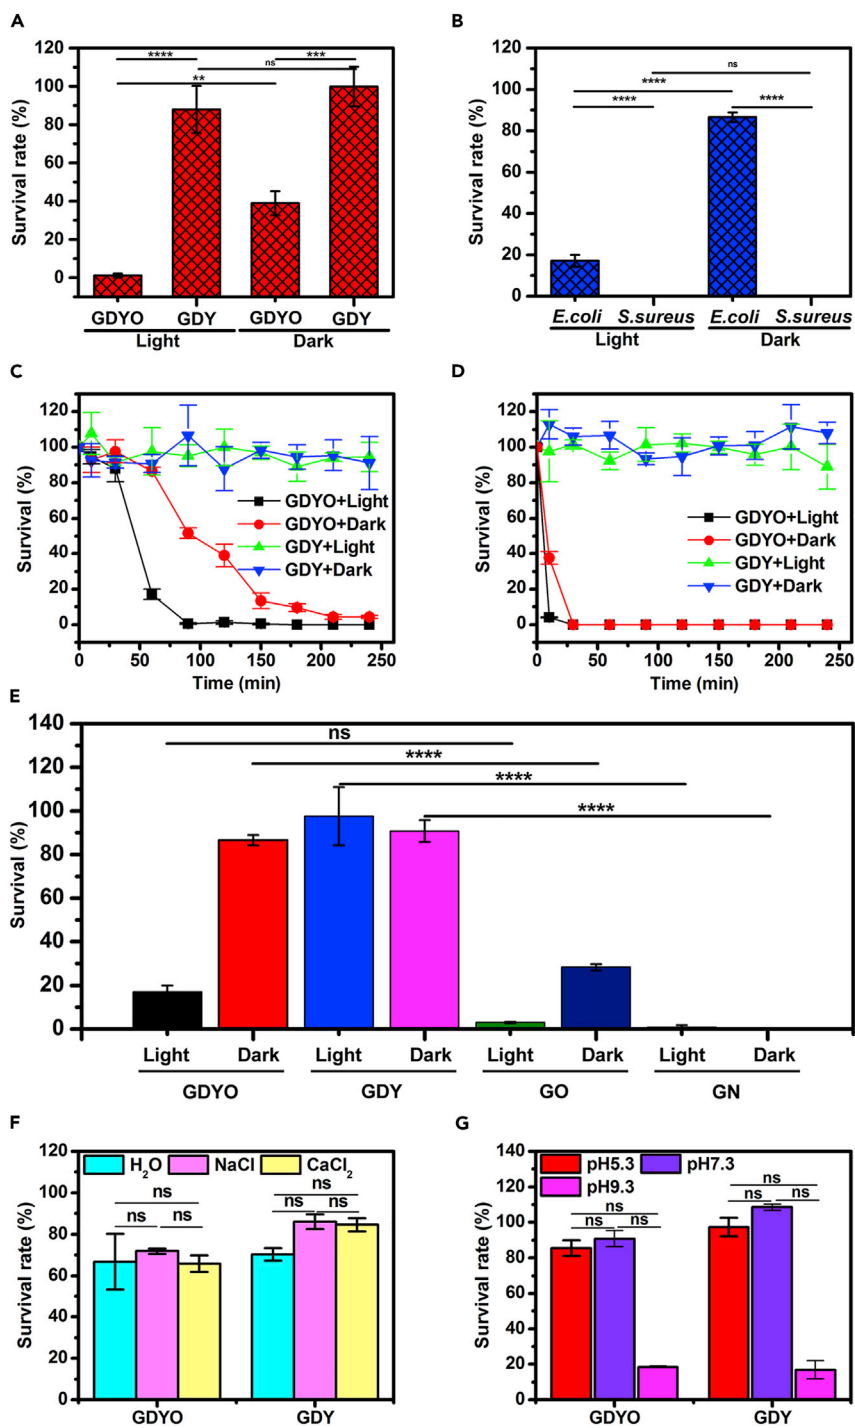 A
Survival rate (%)
120
100
80
60
40
20
0
****
***
ns
**
GDYO
GDY
GDYO
GDY
Light
Dark
B
Survival rate (%)
120
100
80
60
40
20
0
ns
****
****
****
E.coli
S.sureus
E.coli
S.sureus
Light
Dark
C
Survival (%)
120
100
80
60
40
20
0
GDYO+Light
GDYO+Dark
GDY+Light
GDY+Dark
0
50
100
150
200
250
Time (min)
D
Survival (%)
120
100
80
60
40
20
0
GDYO+Light
GDYO+Dark
GDY+Light
GDY+Dark
0
50
100
150
200
250
Time (min)
E
Survival (%)
140
120
100
80
60
40
20
0
ns
****
****
****
Light
Dark
Light
Dark
Light
Dark
Light
Dark
GDYO
GDY
GO
GN
F
Survival rate (%)
120
100
80
60
40
20
0
H2O
NaCl
CaCl2
ns
ns
ns
ns
ns
ns
GDYO
GDY
G
Survival rate (%)
140
120
100
80
60
40
20
0
pH5.3
pH7.3
pH9.3
ns
ns
ns
ns
ns
ns
GDYO
GDY